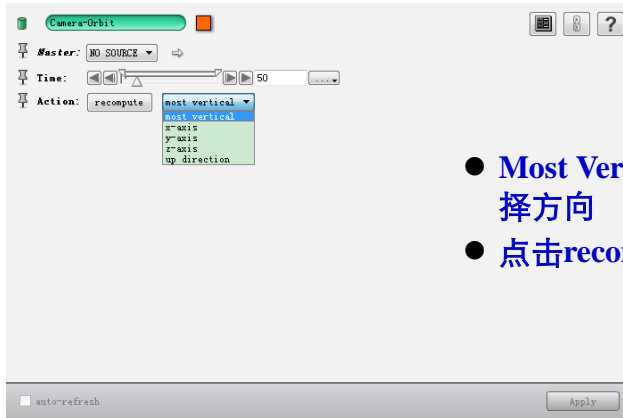 Camera-Orbit
?
Master: NO SOURCE
Time: 50 ....
Action: recompute most vertical
most vertical
x-axis
y-axis
z-axis
up direction
● Most Ver
择方向
● 点击recor
auto-refresh Apply